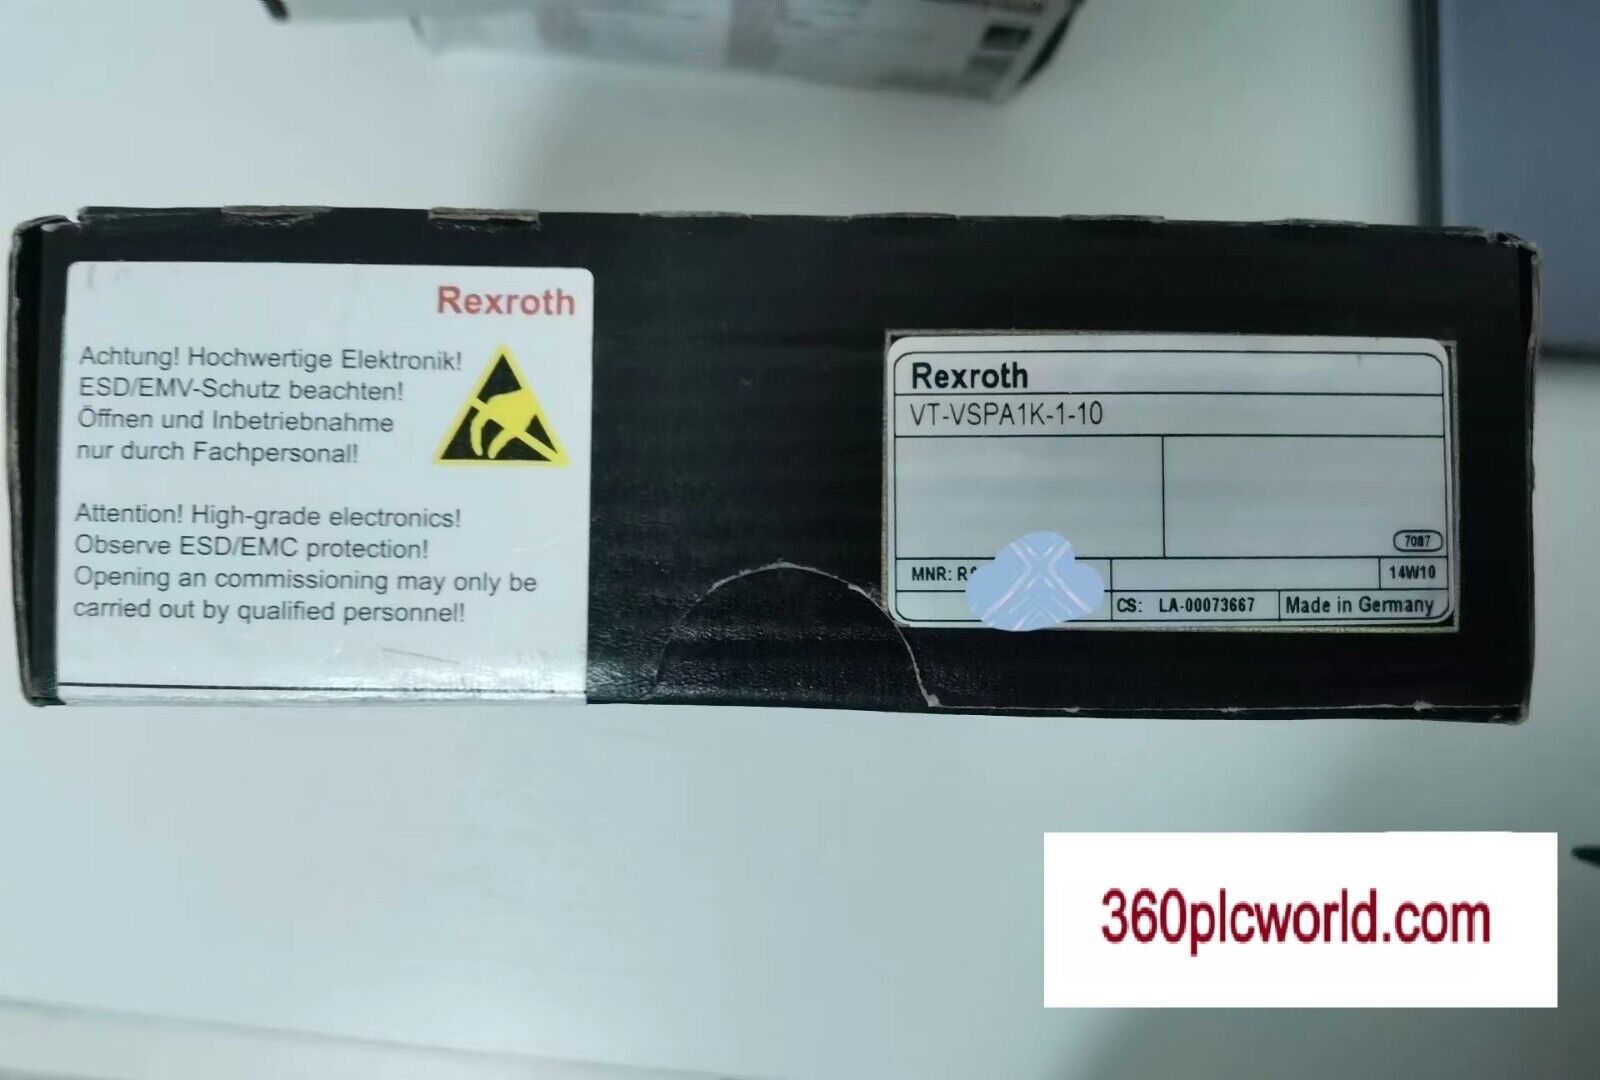 Rexroth
Achtung! Hochwertige Elektronik!
ESD/EMV-Schutz beachten!
Öffnen und Inbetriebnahme
nur durch Fachpersonal!
Attention! High-grade electronics!
Observe ESD/EMC protection!
Opening an commissioning may only be
carried out by qualified personnel!
Rexroth
VT-VSPA1K-1-10
7087
MNR:
14W10
CS: LA-00073667
Made in Germany
360plcworld.com